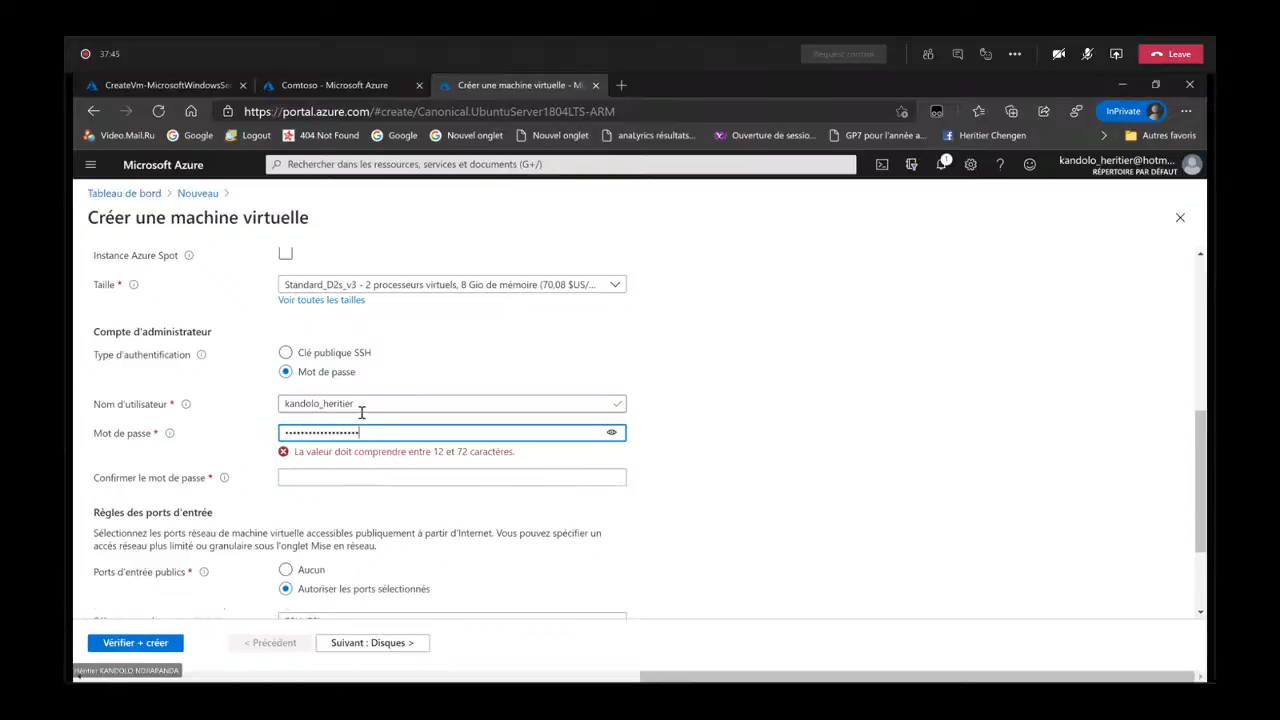 37:45
Request control
Leave
CreateVm-MicrosoftWindowsSe
Comtoso - Microsoft Azure
Créer une machine virtuelle - Mi
https://portal.azure.com/#create/Canonical.UbuntuServer1804LTS-ARM
InPrivate
Video.Mail.Ru
Google
Logout
404 Not Found
Google
Nouvel onglet
Nouvel onglet
anaLyrics résultats...
Ouverture de sessio...
GP7 pour l'année a...
Heritier Chengen
Autres favoris
Microsoft Azure
Rechercher dans les ressources, services et documents (G+/)
1
kandolo_heritier@hotm...
RÉPERTOIRE PAR DÉFAUT
Tableau de bord > Nouveau >
Créer une machine virtuelle
Instance Azure Spot
Taille *
Standard_D2s_v3 - 2 processeurs virtuels, 8 Gio de mémoire (70,08 $US/...
Voir toutes les tailles
Compte d'administrateur
Type d'authentification
Clé publique SSH
Mot de passe
Nom d'utilisateur *
kandolo_heritier
Mot de passe *
•••••••••••••••••••
La valeur doit comprendre entre 12 et 72 caractères.
Confirmer le mot de passe *
Règles des ports d'entrée
Sélectionnez les ports réseau de machine virtuelle accessibles publiquement à partir d'Internet. Vous pouvez spécifier un
accès réseau plus limité ou granulaire sous l'onglet Mise en réseau.
Ports d'entrée publics *
Aucun
Autoriser les ports sélectionnés
Vérifier + créer
< Précédent
Suivant : Disques >
Héritier KANDOLO NDJIAPANDA